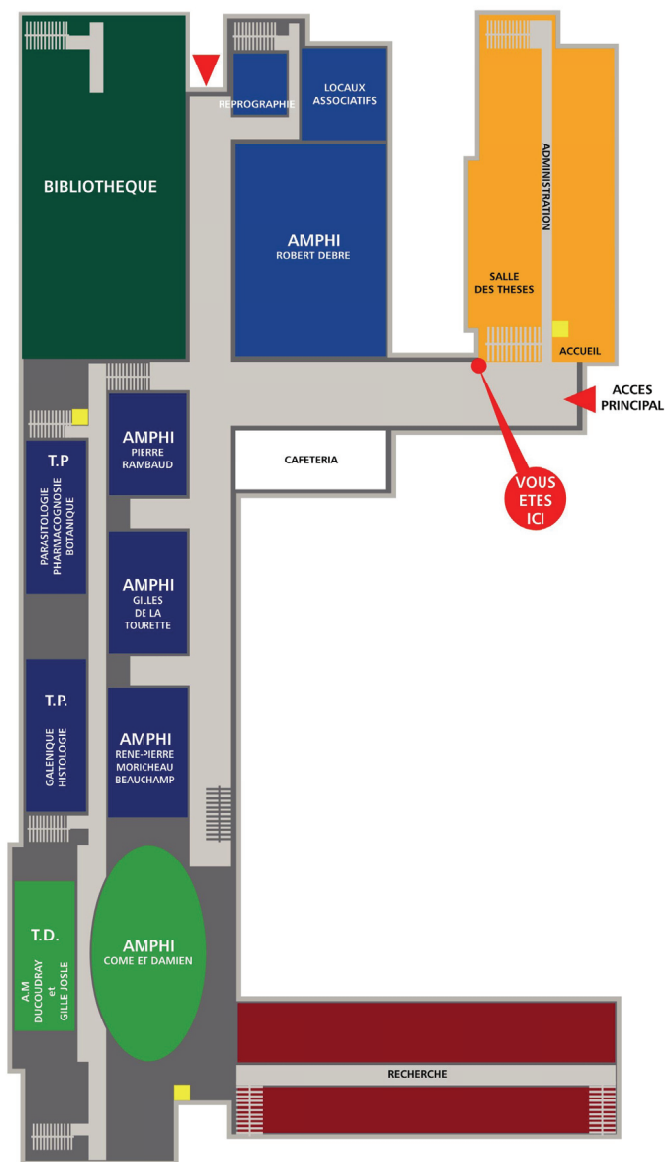 REPROGRAPHIE
LOCAUX
ASSOCIATIFS
BIBLIOTHEQUE
AMPHI
ROBERT DEBRE
ADMINISTRATION
SALLE
DES THESES
ACCUEIL
ACCES
PRINCIPAL
VOUS
ETES
ICI
CAFETERIA
AMPHI
PIERRE
RAMBAUD
T.P
PARASITOLOGIE
PHARMACOGNOSIE
BOTANIQUE
AMPHI
GILLES
DE LA
TOURETTE
T.P.
GALENIQUE
HISTOLOGIE
AMPHI
RENE-PIERRE
MORICHEAU
BEAUCHAMP
T.D.
A.M
DUCOUDRAY
et
GILLE JOSLE
AMPHI
COME ET DAMIEN
RECHERCHE